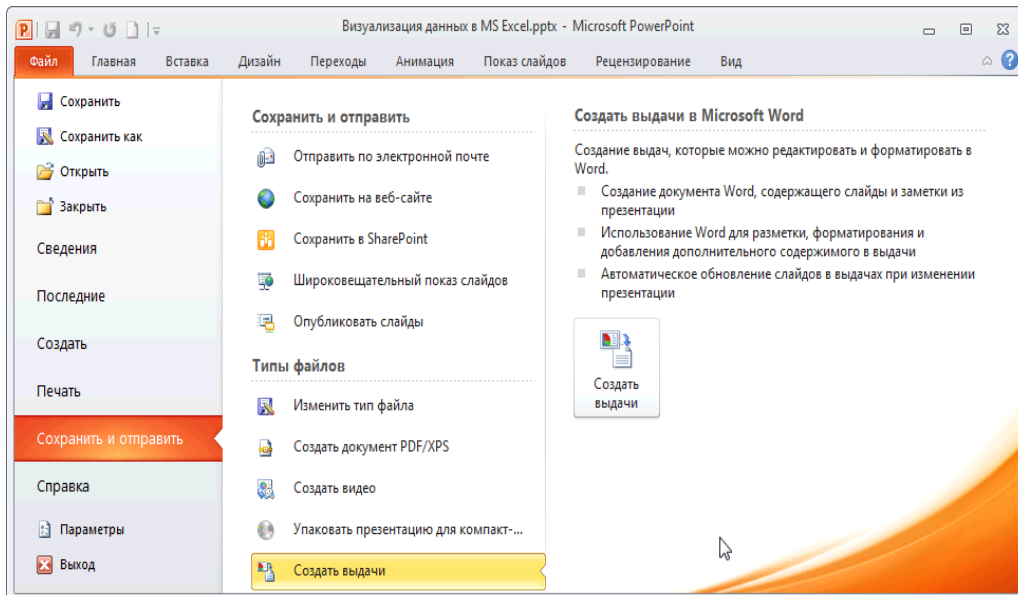 Визуализация данных в MS Excel.pptx - Microsoft PowerPoint
Файл Главная Вставка Дизайн Переходы Анимация Показ слайдов Рецензирование Вид
Сохранить
Сохранить как
Открыть
Закрыть
Сведения
Последние
Создать
Печать
Сохранить и отправить
Справка
Параметры
Выход
Сохранить и отправить
Отправить по электронной почте
Сохранить на веб-сайте
Сохранить в SharePoint
Широковещательный показ слайдов
Опубликовать слайды
Типы файлов
Изменить тип файла
Создать документ PDF/XPS
Создать видео
Упаковать презентацию для компакт-...
Создать выдачи
Создать выдачи в Microsoft Word
Создание выдач, которые можно редактировать и форматировать в
Word.
Создание документа Word, содержащего слайды и заметки из
презентации
Использование Word для разметки, форматирования и
добавления дополнительного содержимого в выдачи
Автоматическое обновление слайдов в выдачах при изменении
презентации
Создать
выдачи